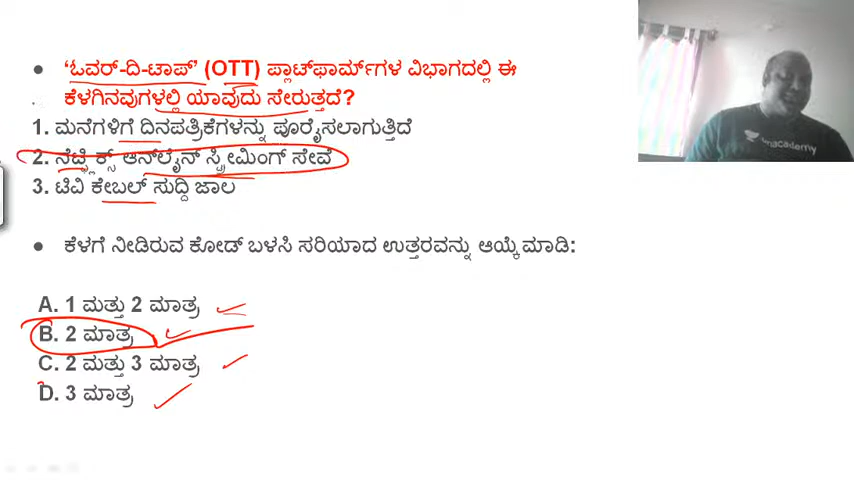 ● 'ಓವರ್-ದಿ-ಟಾಪ್' (OTT) ಪ್ಲಾಟ್‌ಫಾರ್ಮ್‌ಗಳ ವಿಭಾಗದಲ್ಲಿ ಈ
ಕೆಳಗಿನವುಗಳಲ್ಲಿ ಯಾವುದು ಸೇರುತ್ತದೆ?
1. ಮನೆಗಳಿಗೆ ದಿನಪತ್ರಿಕೆಗಳನ್ನು ಪೂರೈಸಲಾಗುತ್ತಿದೆ
2. ನೆಟ್ಫ್ಲಿಕ್ಸ್ ಆನ್‌ಲೈನ್ ಸ್ಟ್ರೀಮಿಂಗ್ ಸೇವೆ
3. ಟಿವಿ ಕೇಬಲ್ ಸುದ್ದಿ ಜಾಲ
● ಕೆಳಗೆ ನೀಡಿರುವ ಕೋಡ್ ಬಳಸಿ ಸರಿಯಾದ ಉತ್ತರವನ್ನು ಆಯ್ಕೆಮಾಡಿ:
A. 1 ಮತ್ತು 2 ಮಾತ್ರ
B. 2 ಮಾತ್ರ
C. 2 ಮತ್ತು 3 ಮಾತ್ರ
D. 3 ಮಾತ್ರ